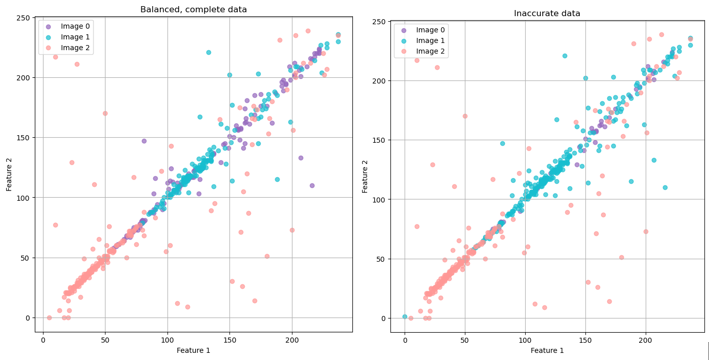 Balanced, complete data
Image 0
Image 1
Image 2
Feature 2
250
200
150
100
50
0
0 50 100 150 200
Feature 1
Inaccurate data
Image 0
Image 1
Image 2
Feature 2
250
200
150
100
50
0
0 50 100 150 200
Feature 1